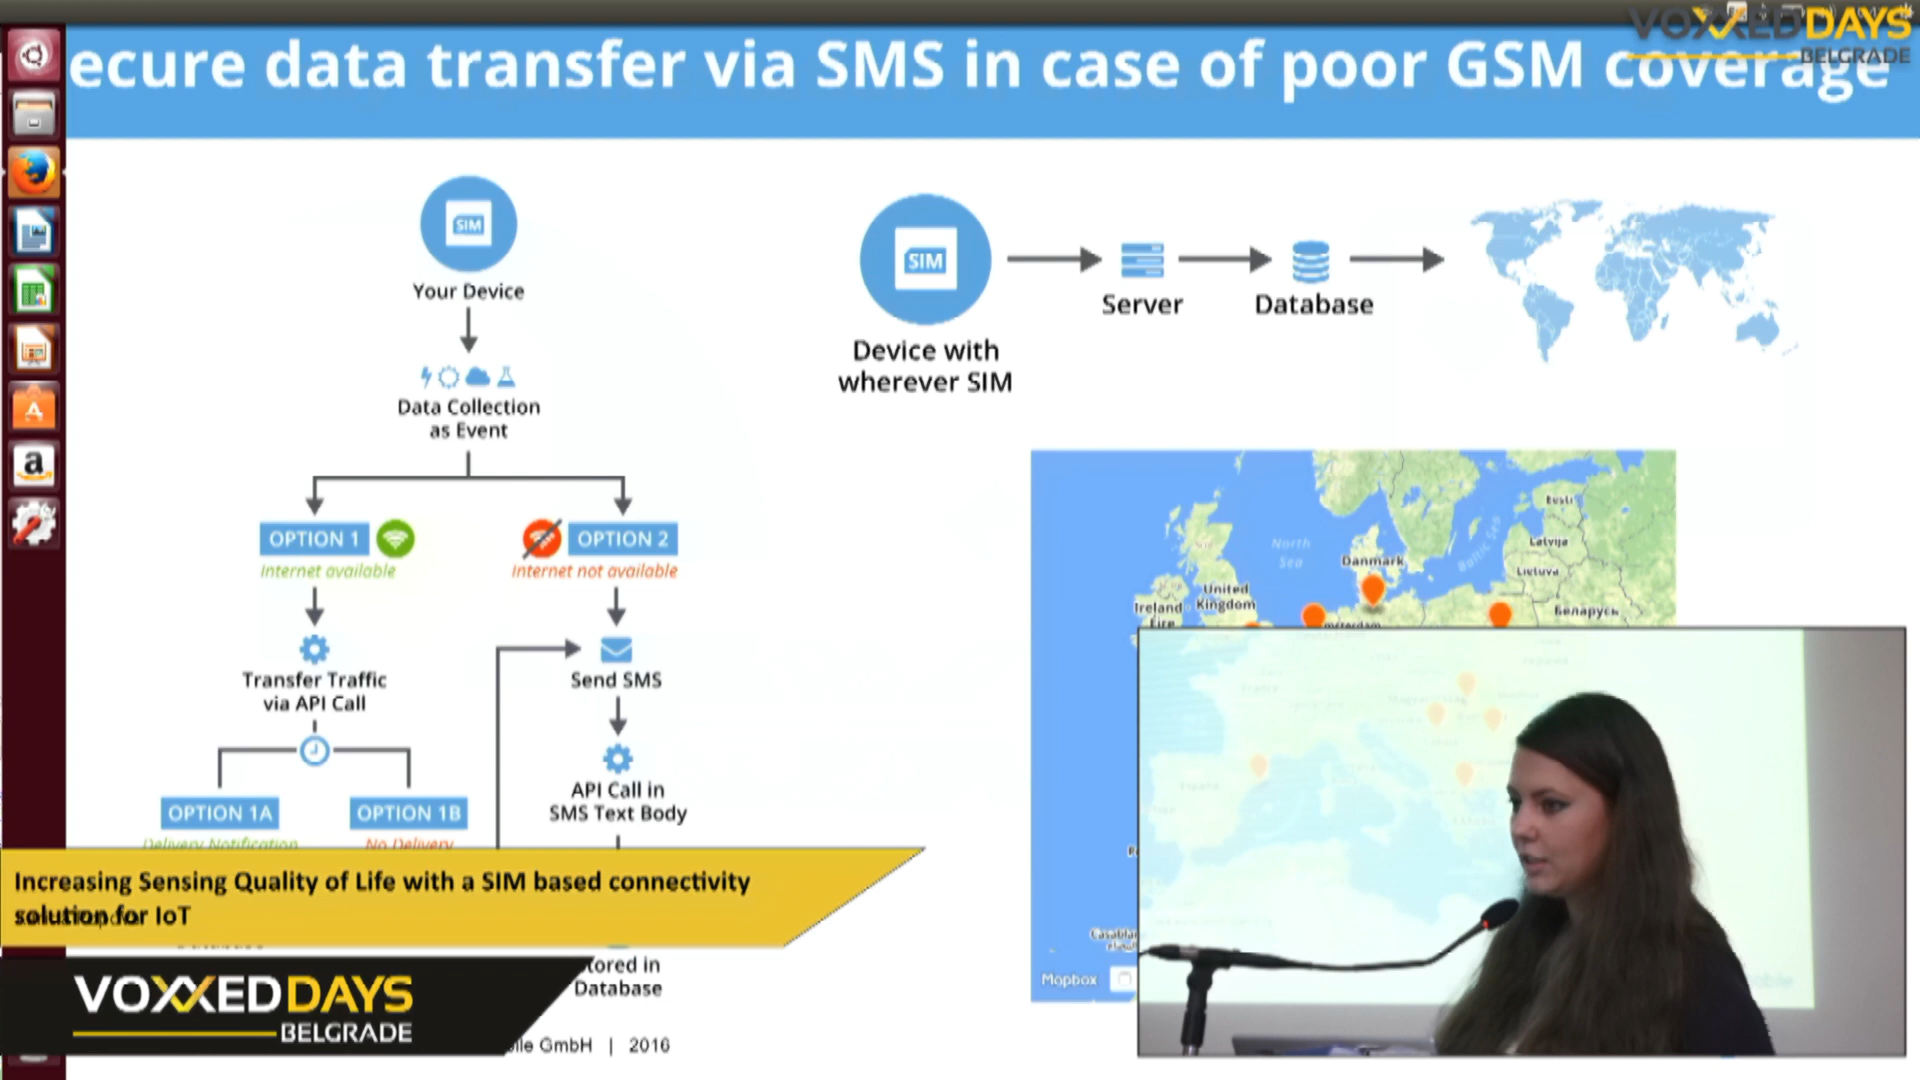 ecure data transfer via SMS in case of poor GSM coverage
VOXXEDDAYS
BELGRADE
SIM
Your Device
Data Collection
as Event
OPTION 1
Internet available
OPTION 2
Internet not available
Transfer Traffic
via API Call
Send SMS
API Call in
SMS Text Body
OPTION 1A
Delivery Notification
OPTION 1B
No Delivery
tored in
Database
SIM
Device with
wherever SIM
Server
Database
North
Sea
Baltic Sea
Danmark
Eesti
Latvija
Lietuva
Беларусь
United
Kingdom
Ireland
Mapbox
Increasing Sensing Quality of Life with a SIM based connectivity
solution for IoT
VOXXEDDAYS
BELGRADE
GmbH | 2016